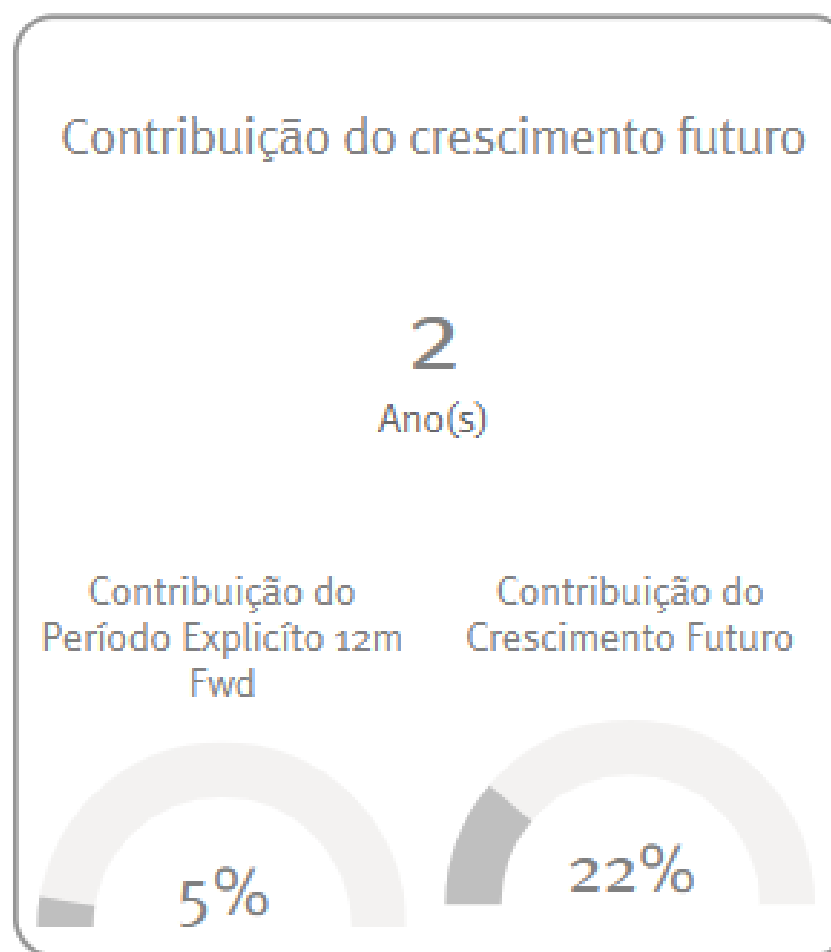 Contribuição do crescimento futuro
2
Ano(s)
Contribuição do
Período Explicíto 12m
Fwd
Contribuição do
Crescimento Futuro
5%
22%